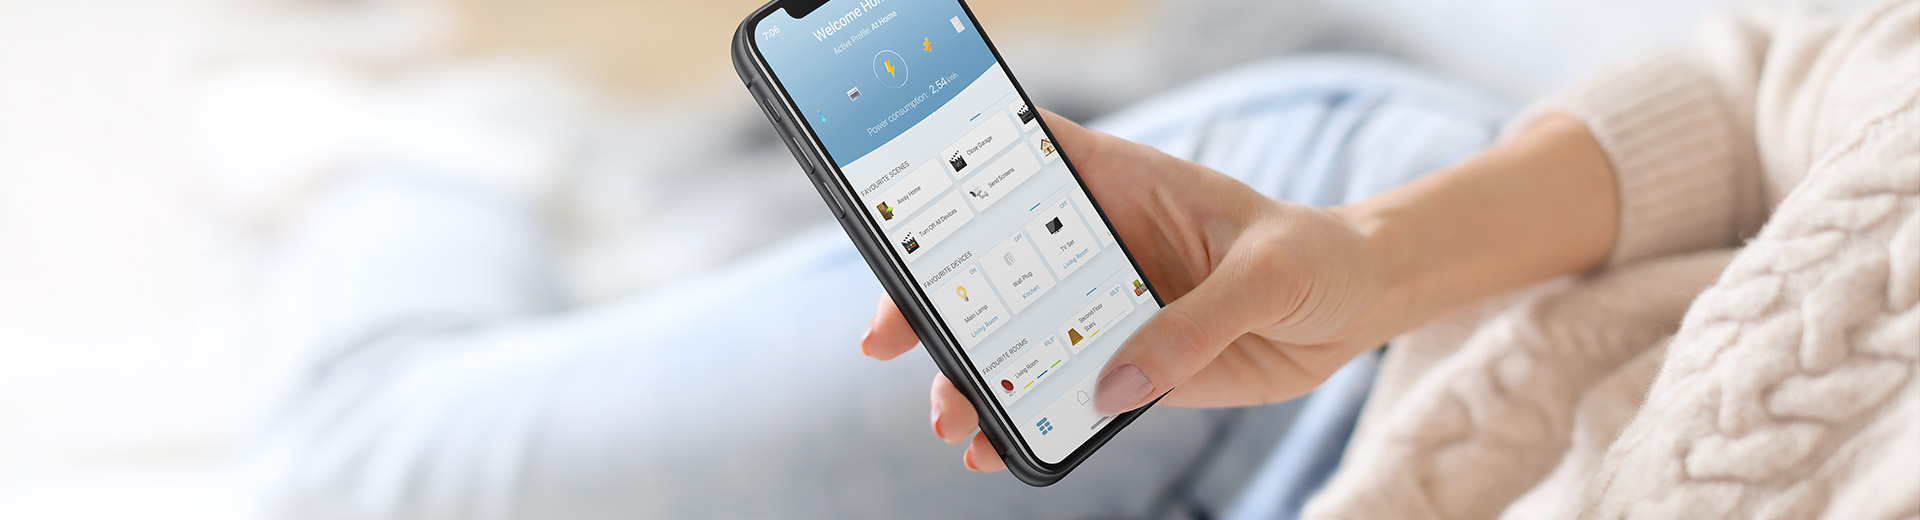 7:06
Welcome
Active Profile: At Home
Power consumption: 2,54 kWh
FAVOURITE SCENES
Away Home
Close Garage
Turn Off All Devices
Send Screens
FAVOURITE DEVICES
ON
Main Lamp
Living Room
OFF
Wall Plug
Kitchen
OFF
TV Set
Living Room
FAVOURITE ROOMS
Living Room
Second Floor
Stairs